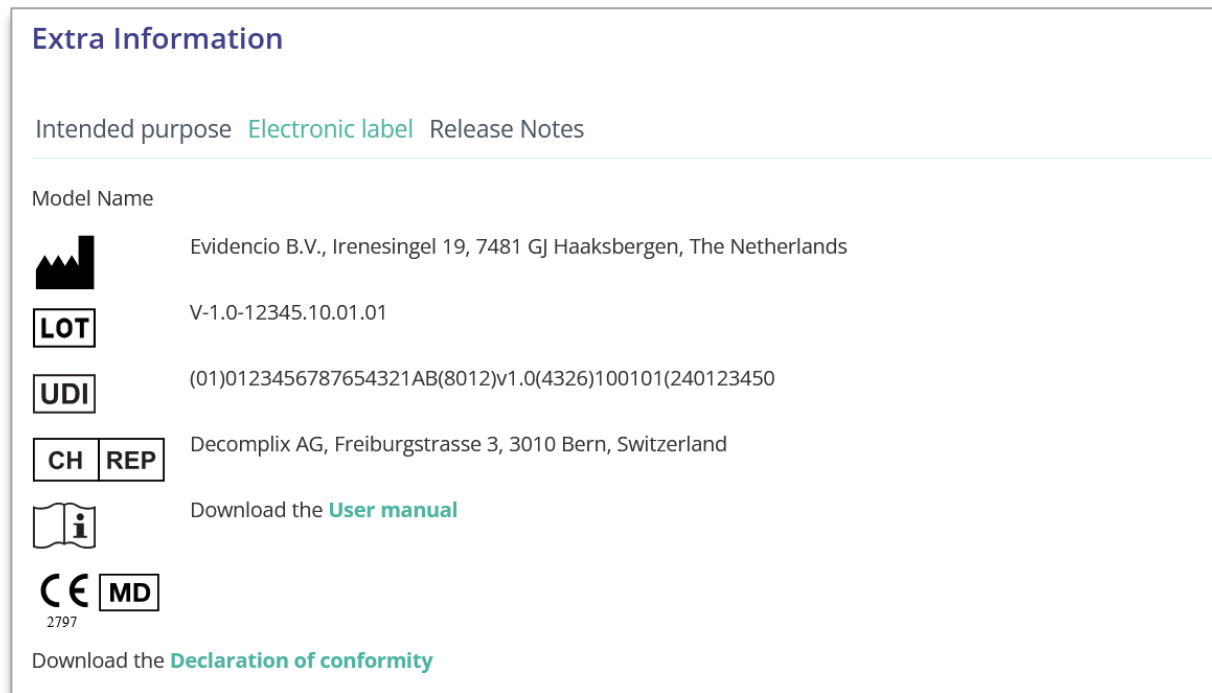 Extra Information
Intended purpose Electronic label Release Notes
Model Name
Evidencio B.V., Irenesingel 19, 7481 GJ Haaksbergen, The Netherlands
LOT V-1.0-12345.10.01.01
UDI (01)0123456787654321AB(8012)v1.0(4326)100101(240123450
CH REP Decomplix AG, Freiburgstrasse 3, 3010 Bern, Switzerland
i Download the User manual
CE MD
2797
Download the Declaration of conformity